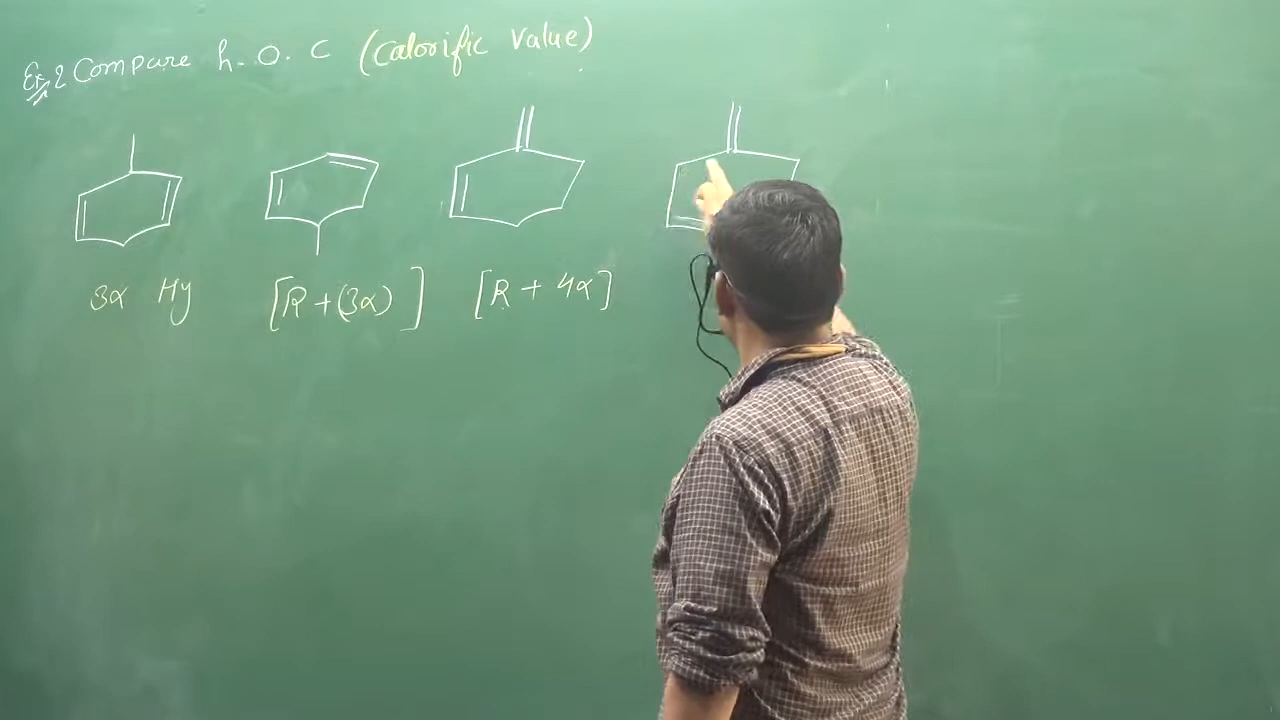 Ex 2 Compare h.O.C (Calorific Value)
3α Hy [R + (3α) ] [R + 4α]